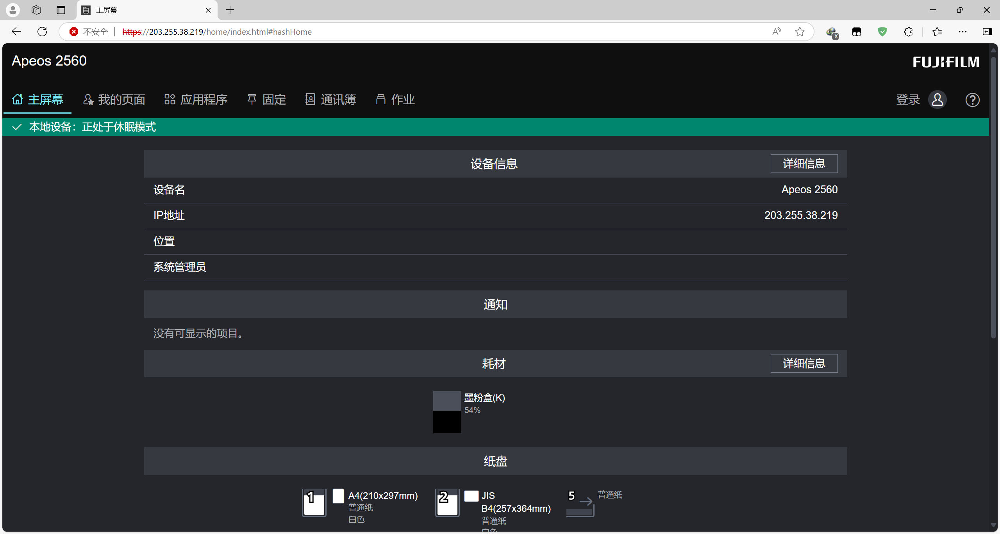 主屏幕
不安全 https://203.255.38.219/home/index.html#hashHome
Apeos 2560
FUJIFILM
主屏幕 我的页面 应用程序 固定 通讯簿 作业 登录
本地设备：正处于休眠模式
设备信息 详细信息
设备名 Apeos 2560
IP地址 203.255.38.219
位置
系统管理员
通知
没有可显示的项目。
耗材 详细信息
墨粉盒(K)
54%
纸盘
1 A4(210x297mm)
普通纸
白色
2 JIS
B4(257x364mm)
普通纸
白色
5 普通纸